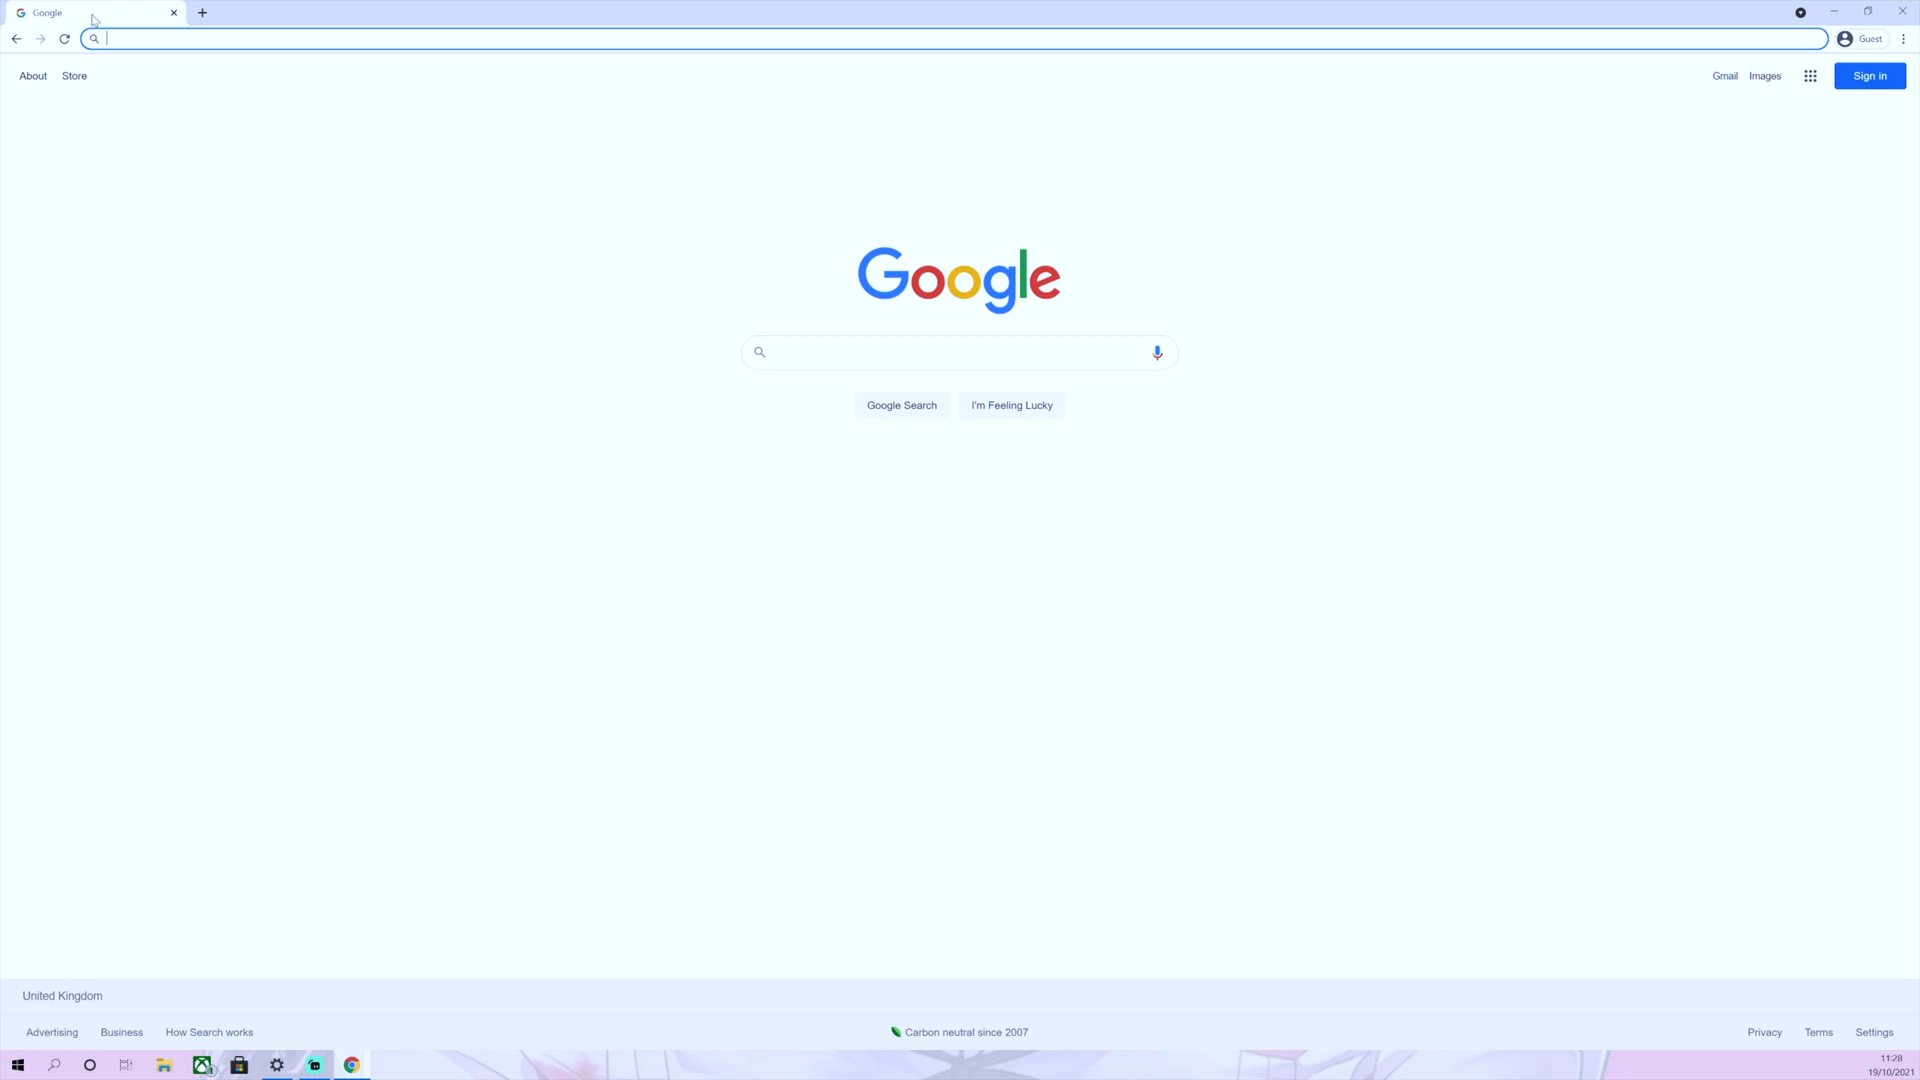 Google
Guest
About Store
Gmail Images Sign in
Google
Google Search I'm Feeling Lucky
United Kingdom
Advertising Business How Search works
Carbon neutral since 2007
Privacy Terms Settings
11:28
19/10/2021